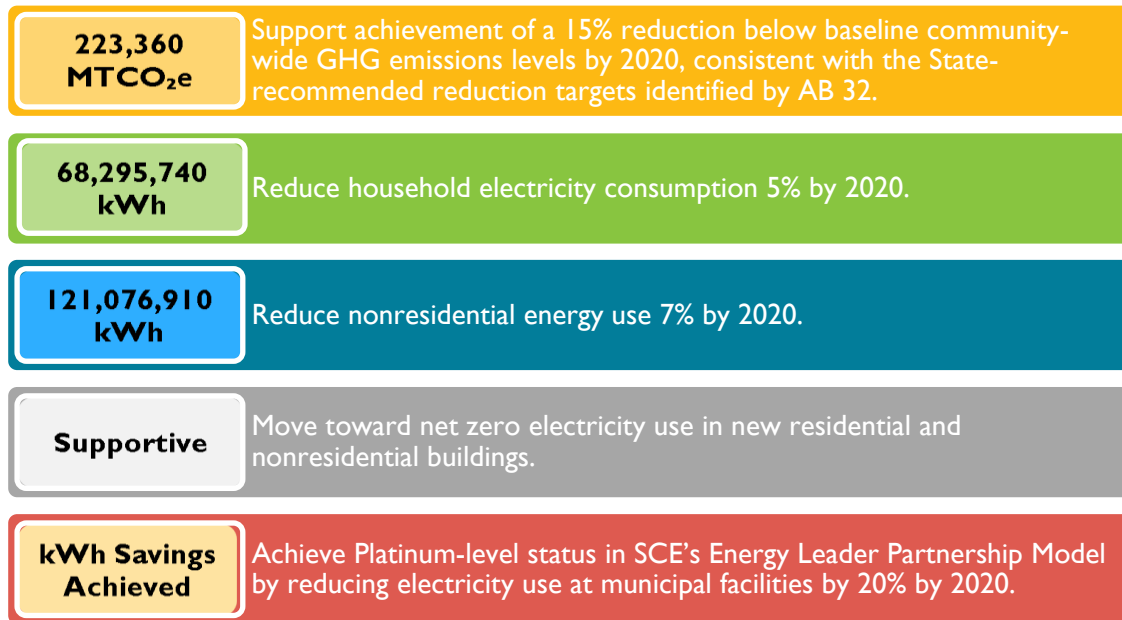 223,360
MTCO₂e
Support achievement of a 15% reduction below baseline community-
wide GHG emissions levels by 2020, consistent with the State-
recommended reduction targets identified by AB 32.
68,295,740
kWh
Reduce household electricity consumption 5% by 2020.
121,076,910
kWh
Reduce nonresidential energy use 7% by 2020.
Supportive
Move toward net zero electricity use in new residential and
nonresidential buildings.
kWh Savings
Achieved
Achieve Platinum-level status in SCE’s Energy Leader Partnership Model
by reducing electricity use at municipal facilities by 20% by 2020.